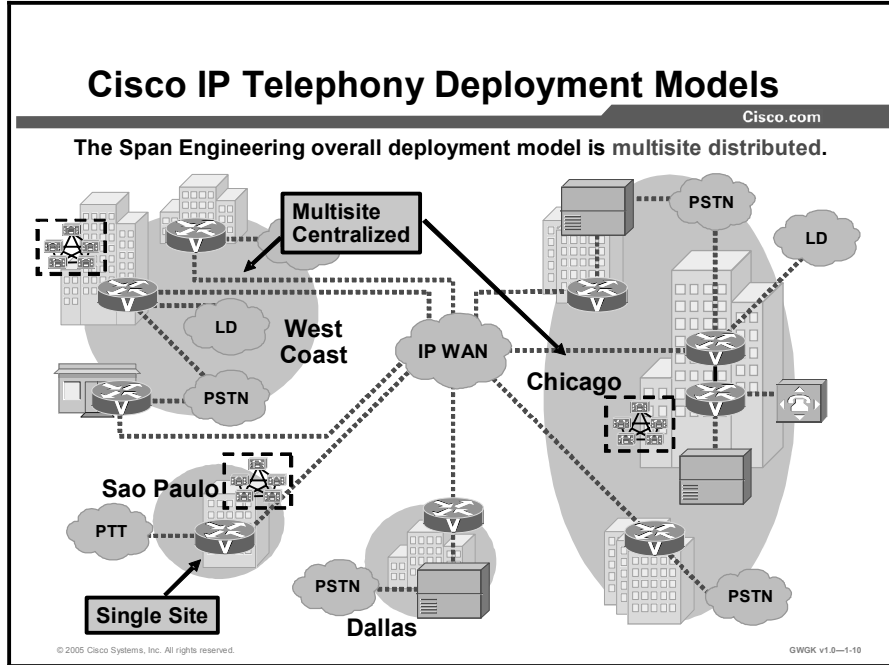 Cisco IP Telephony Deployment Models
Cisco.com
The Span Engineering overall deployment model is multisite distributed.
Multisite
Centralized
PSTN
LD
V
V
LD
West
Coast
IP WAN
V
V
Chicago
PSTN
V
V
Sao Paulo
V
PTT
V
PSTN
Single Site
Dallas
V
PSTN
© 2005 Cisco Systems, Inc. All rights reserved.
GWGK v1.0—1-10